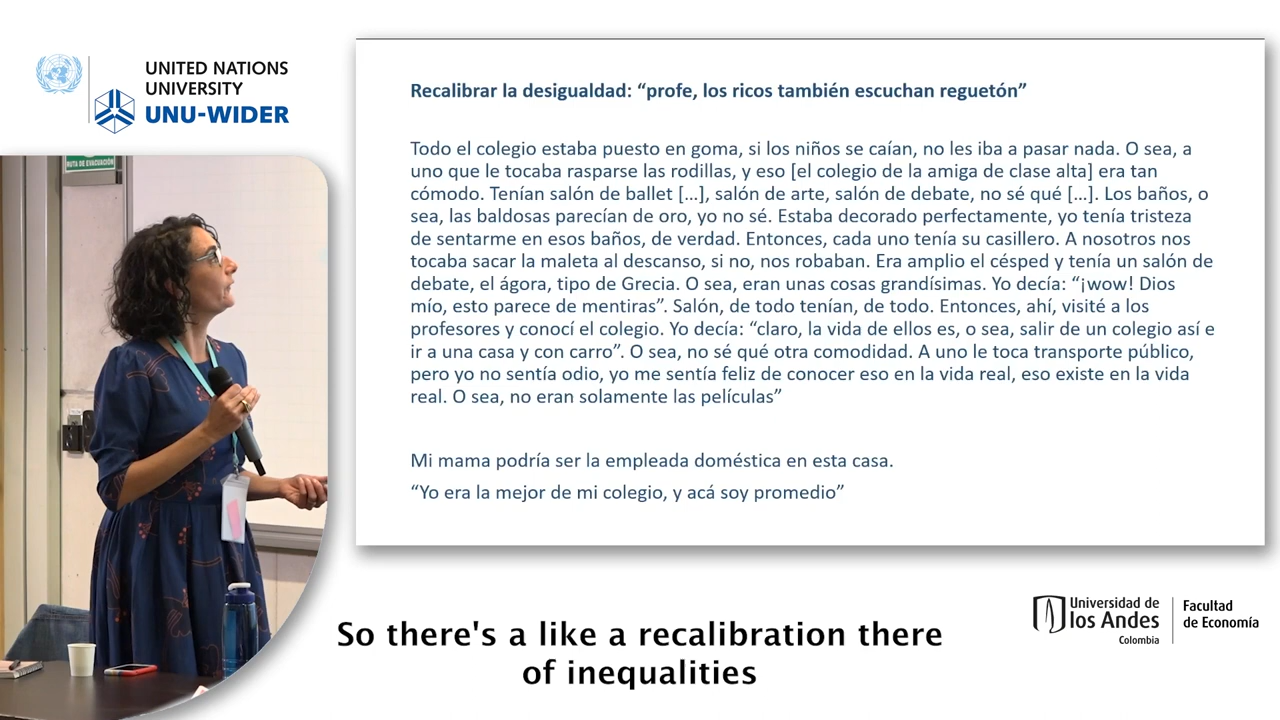 UNITED NATIONS
UNIVERSITY
UNU-WIDER
RUTA DE EVACUACIÓN
Recalibrar la desigualdad: “profe, los ricos también escuchan reguetón”
Todo el colegio estaba puesto en goma, si los niños se caían, no les iba a pasar nada. O sea, a
uno que le tocaba rasparse las rodillas, y eso [el colegio de la amiga de clase alta] era tan
cómodo. Tenían salón de ballet […], salón de arte, salón de debate, no sé qué […]. Los baños, o
sea, las baldosas parecían de oro, yo no sé. Estaba decorado perfectamente, yo tenía tristeza
de sentarme en esos baños, de verdad. Entonces, cada uno tenía su casillero. A nosotros nos
tocaba sacar la maleta al descanso, si no, nos robaban. Era amplio el césped y tenía un salón de
debate, el ágora, tipo de Grecia. O sea, eran unas cosas grandísimas. Yo decía: “¡wow! Dios
mío, esto parece de mentiras”. Salón, de todo tenían, de todo. Entonces, ahí, visité a los
profesores y conocí el colegio. Yo decía: “claro, la vida de ellos es, o sea, salir de un colegio así e
ir a una casa y con carro”. O sea, no sé qué otra comodidad. A uno le toca transporte público,
pero yo no sentía odio, yo me sentía feliz de conocer eso en la vida real, eso existe en la vida
real. O sea, no eran solamente las películas”
Mi mama podría ser la empleada doméstica en esta casa.
“Yo era la mejor de mi colegio, y acá soy promedio”
So there's a like a recalibration there
of inequalities
Universidad de
los Andes
Colombia
Facultad
de Economía